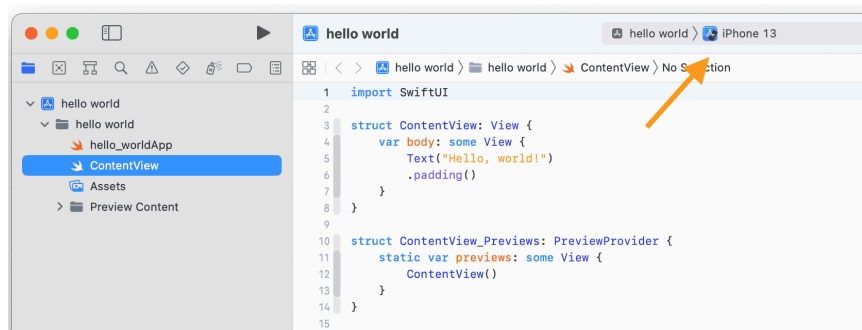 hello world
hello world 〉 iPhone 13
hello world 〉 hello world 〉 ContentView 〉 No Selection
hello world
hello world
hello_worldApp
ContentView
Assets
Preview Content
1 import SwiftUI
2
3 struct ContentView: View {
4 var body: some View {
5 Text("Hello, world!")
6 .padding()
7 }
8 }
9
10 struct ContentView_Previews: PreviewProvider {
11 static var previews: some View {
12 ContentView()
13 }
14 }
15